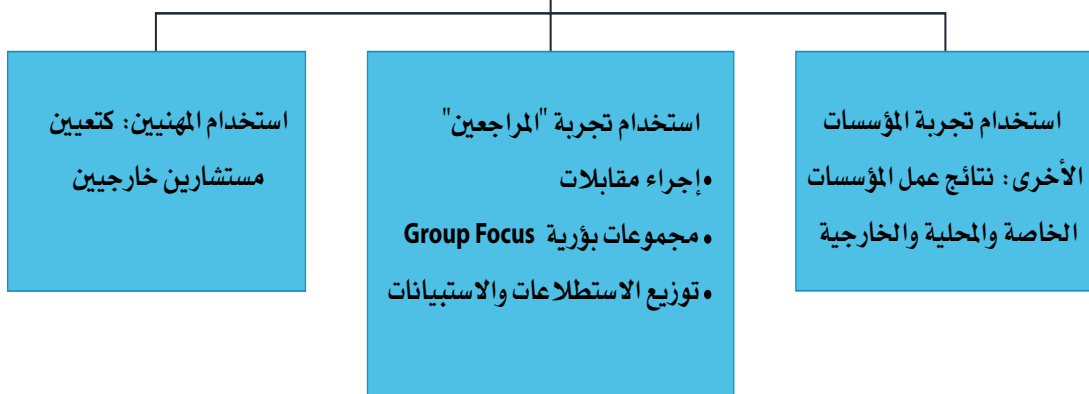 استخدام تجربة المؤسسات
الأخرى: نتائج عمل المؤسسات
الخاصة والمحلية والخارجية
استخدام تجربة "المراجعين"
•إجراء مقابلات
• مجموعات بؤرية Group Focus
• توزيع الاستطلاعات والاستبيانات
استخدام المهنيين: كتعيين
مستشارين خارجيين